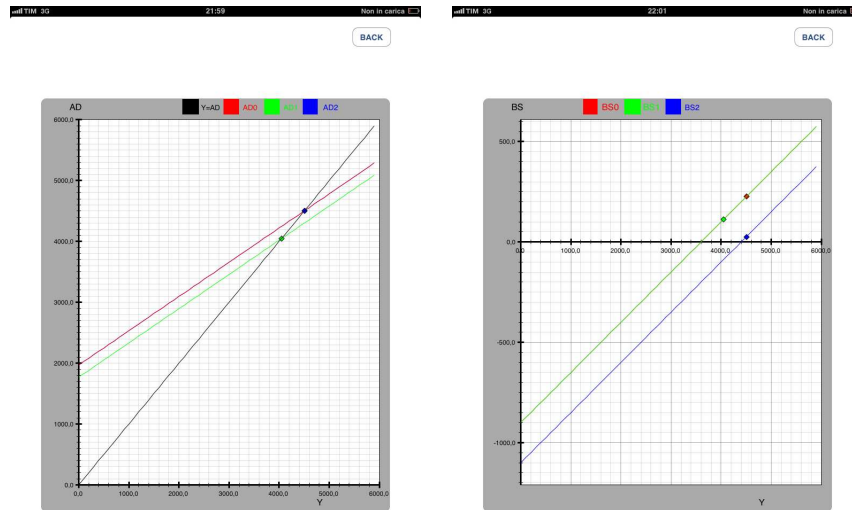 TIM 3G 21:59 Non in carica
BACK
AD Y=AD AD0 AD1 AD2
6000,0
5000,0
4000,0
3000,0
2000,0
1000,0
0,0
0,0 1000,0 2000,0 3000,0 4000,0 5000,0 6000,0
Y
TIM 3G 22:01 Non in carica
BACK
BS BS0 BS1 BS2
500,0
0,0
0,0 1000,0 2000,0 3000,0 4000,0 5000,0 6000,0
-500,0
-1000,0
Y